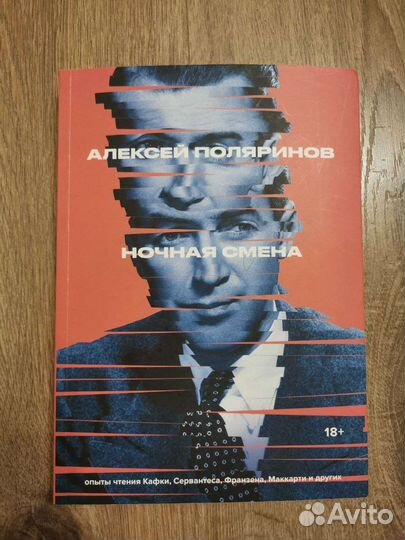 АЛЕКСЕЙ ПОЛЯРИНОВ
НОЧНАЯ СМЕНА
18+
опыты чтения Кафки, Сервантеса, Франзена, Маккарти и других
Avito